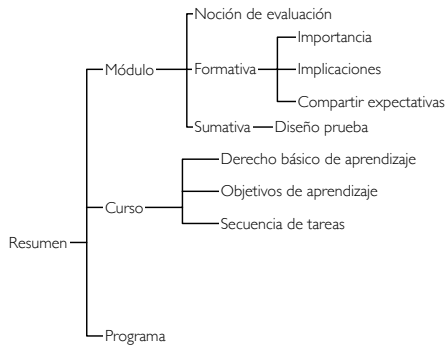 Noción de evaluación
Importancia
Módulo
Formativa
Implicaciones
Compartir expectativas
Sumativa
Diseño prueba
Derecho básico de aprendizaje
Objetivos de aprendizaje
Curso
Secuencia de tareas
Resumen
Programa